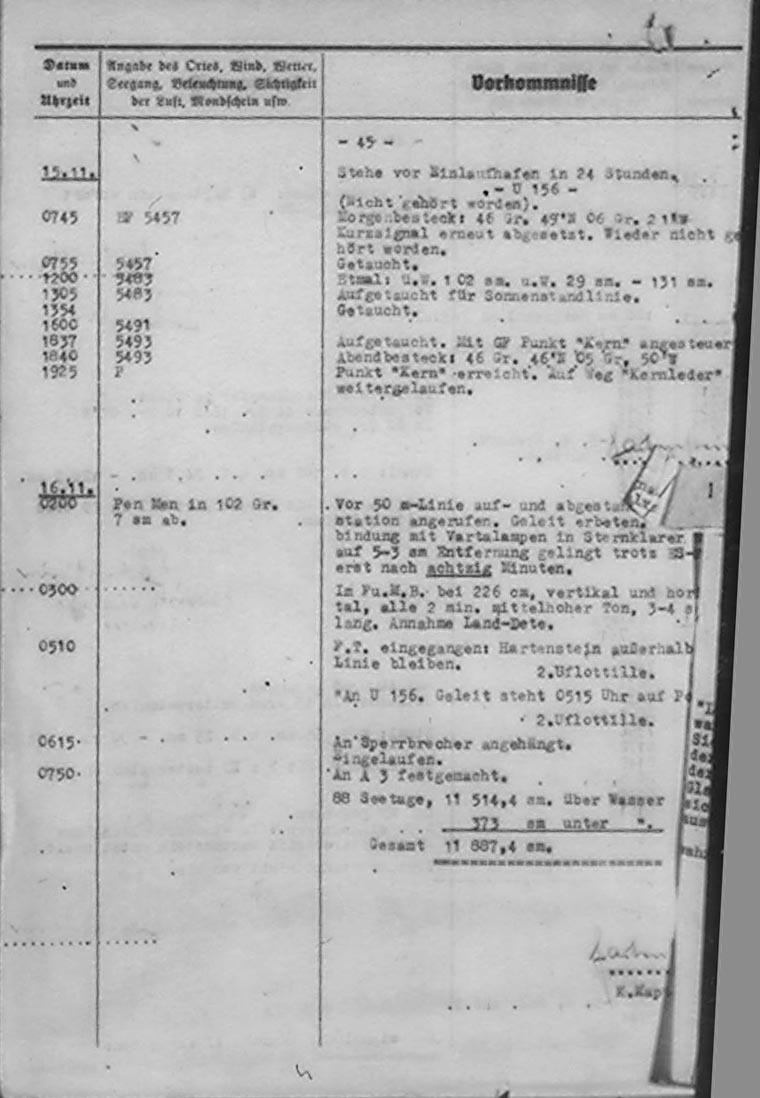 Datum
und
Uhrzeit
Angabe des Ortes, Wind, Wetter,
Seegang, Beleuchtung, Sichtigkeit
der Luft, Mondschein usw.
Vorkommnisse
- 45 -
15.11. Stehe vor Einlaufhafen in 24 Stunden.
- U 156 -
(Nicht gehört worden).
0745 BF 5457 Morgenbesteck: 46 Gr. 49'N 06 Gr. 21'W
Kurzsignal erneut abgesetzt. Wieder nicht ge
hört worden.
0755 5457 Getaucht.
1200 5483 Etmal: ü.W. 102 sm. u.W. 29 sm. - 131 sm.
1305 5483 Aufgetaucht für Sonnenstandlinie.
1354 Getaucht.
1600 5491
1837 5493 Aufgetaucht. Mit GF Punkt "Kern" angesteuer
1840 5493 Abendbesteck: 46 Gr. 46'N 05 Gr, 50'W
1925 P Punkt "Kern" erreicht. Auf Weg "Kernleder"
weitergelaufen.
16.11.
0200 Pen Men in 102 Gr. Vor 50 m-Linie auf- und abgestan
7 sm ab. station angerufen. Geleit erbeten.
bindung mit Vartalampen in Sternklarer
auf 5-3 sm Entfernung gelingt trotz ES-
erst nach achtzig Minuten.
0300 Im Fu.M.B. bei 226 cm, vertikal und hor
tal, alle 2 min. mittelhoher Ton, 3-4 s
lang. Annahme Land-Dete.
0510 F.T. eingegangen: Hartenstein außerhalb
Linie bleiben.
2.Uflottille.
"An U 156. Geleit steht 0515 Uhr auf P
2.Uflottille.
0615 An Sperrbrecher angehängt.
Eingelaufen.
0750 An A 3 festgemacht.
88 Seetage, 11 514,4 sm. über Wasser
373 sm unter ".
Gesamt 11 887,4 sm.
K.Kapt